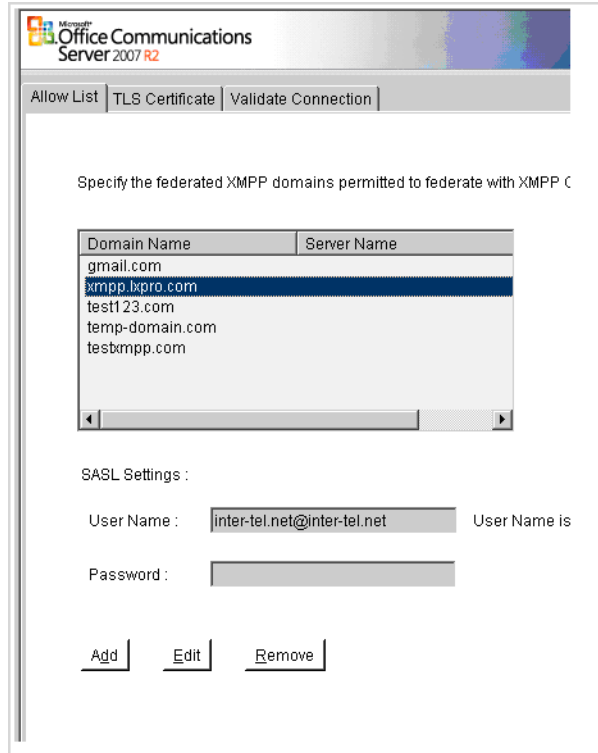 Microsoft
Office Communications
Server 2007 R2
Allow List TLS Certificate Validate Connection
Specify the federated XMPP domains permitted to federate with XMPP
Domain Name Server Name
gmail.com
xmpp.lxpro.com
test123.com
temp-domain.com
testxmpp.com
SASL Settings :
User Name : inter-tel.net@inter-tel.net User Name is
Password :
Add Edit Remove